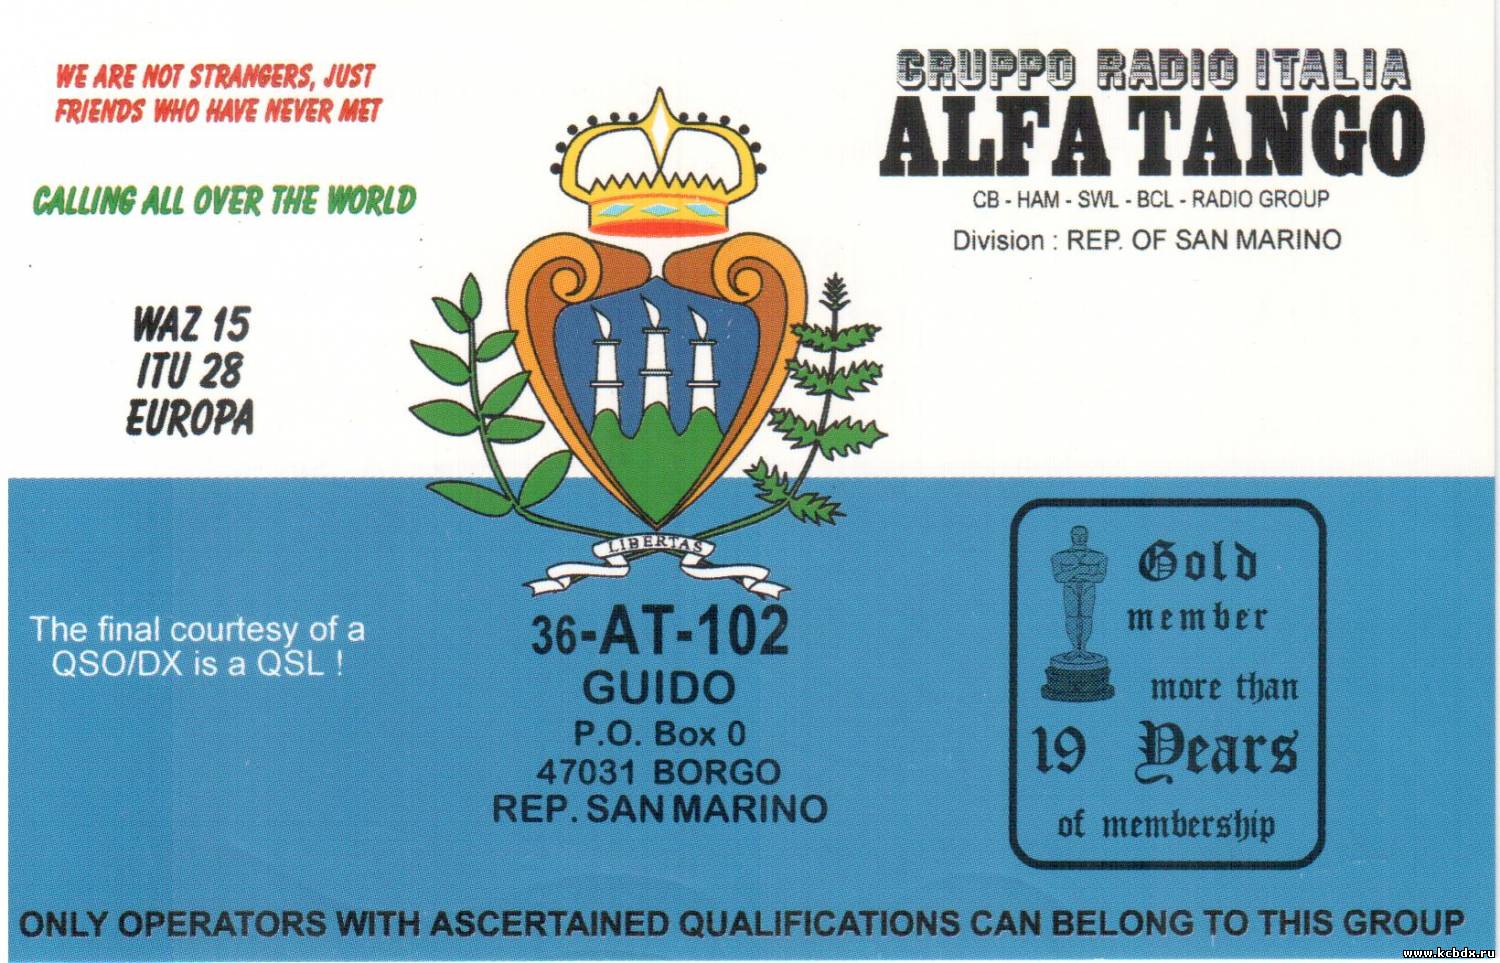 WE ARE NOT STRANGERS, JUST
FRIENDS WHO HAVE NEVER MET
CALLING ALL OVER THE WORLD
WAZ 15
ITU 28
EUROPA
GRUPPO RADIO ITALIA
ALFA TANGO
CB - HAM - SWL - BCL - RADIO GROUP
Division : REP. OF SAN MARINO
LIBERTAS
The final courtesy of a
QSO/DX is a QSL !
36-AT-102
GUIDO
P.O. Box 0
47031 BORGO
REP. SAN MARINO
Gold
member
more than
19 Years
of membership
ONLY OPERATORS WITH ASCERTAINED QUALIFICATIONS CAN BELONG TO THIS GROUP
www.kcbdx.ru